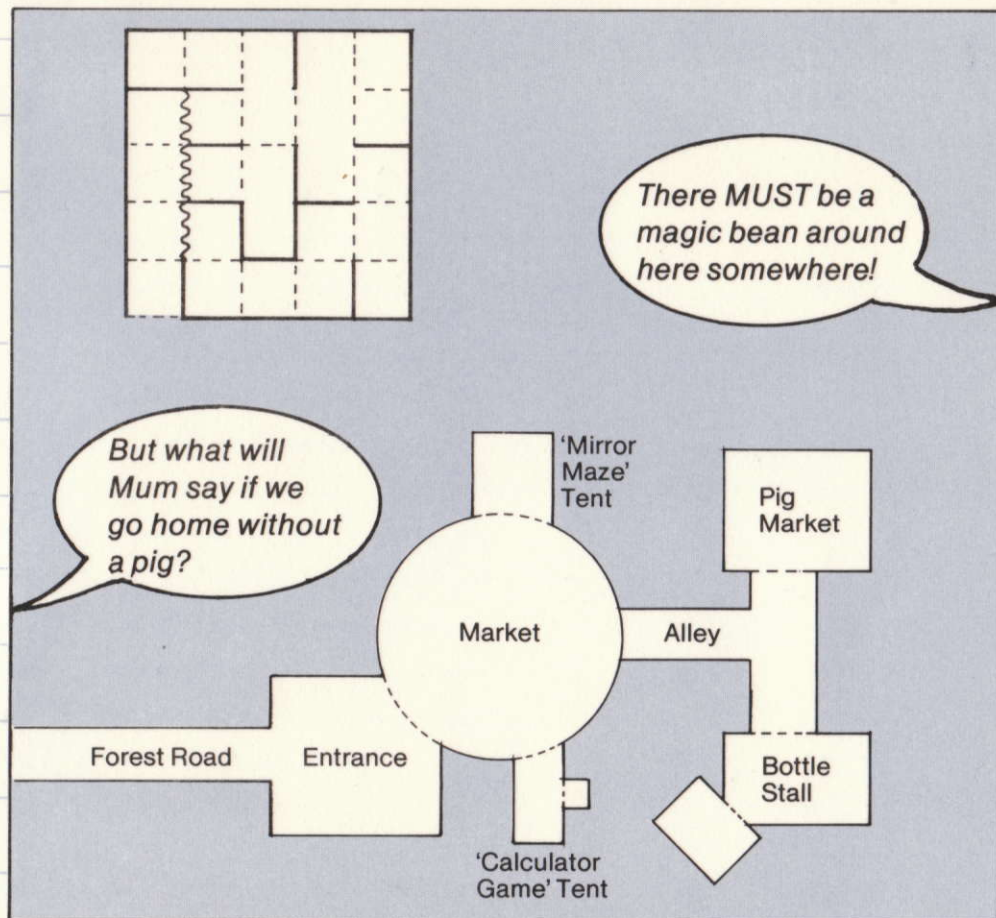 There MUST be a
magic bean around
here somewhere!
But what will
Mum say if we
go home without
a pig?
'Mirror
Maze'
Tent
Pig
Market
Market
Alley
Forest Road
Entrance
Bottle
Stall
'Calculator
Game' Tent